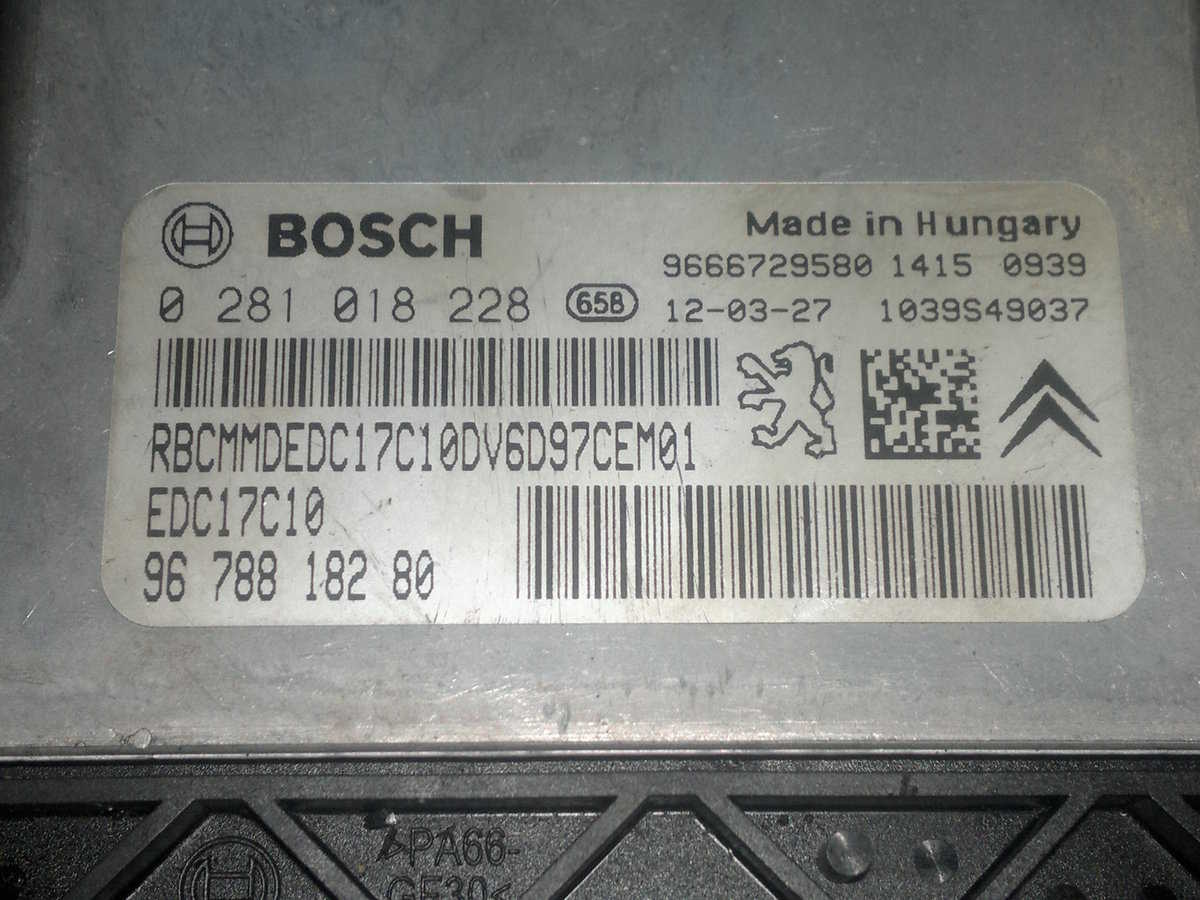 BOSCH
Made in Hungary
9666729580 1415 0939
0 281 018 228 658 12-03-27 1039S49037
RBCMMDEDC17C10DV6D97CEM01
EDC17C10
96 788 182 80
>PA66-
GF30<